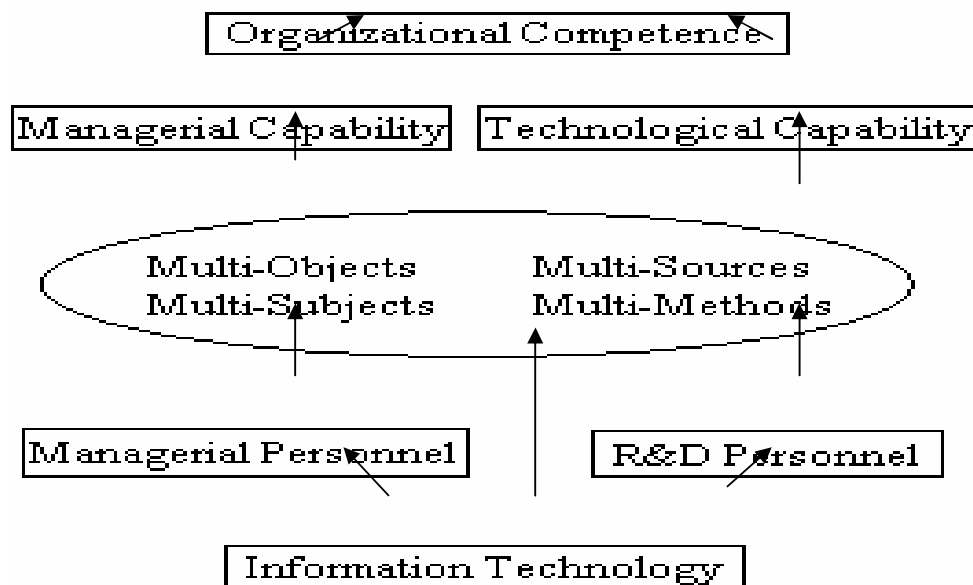 Organizational Competence
Managerial Capability
Technological Capability
Multi-Objects
Multi-Sources
Multi-Subjects
Multi-Methods
Managerial Personnel
R&D Personnel
Information Technology